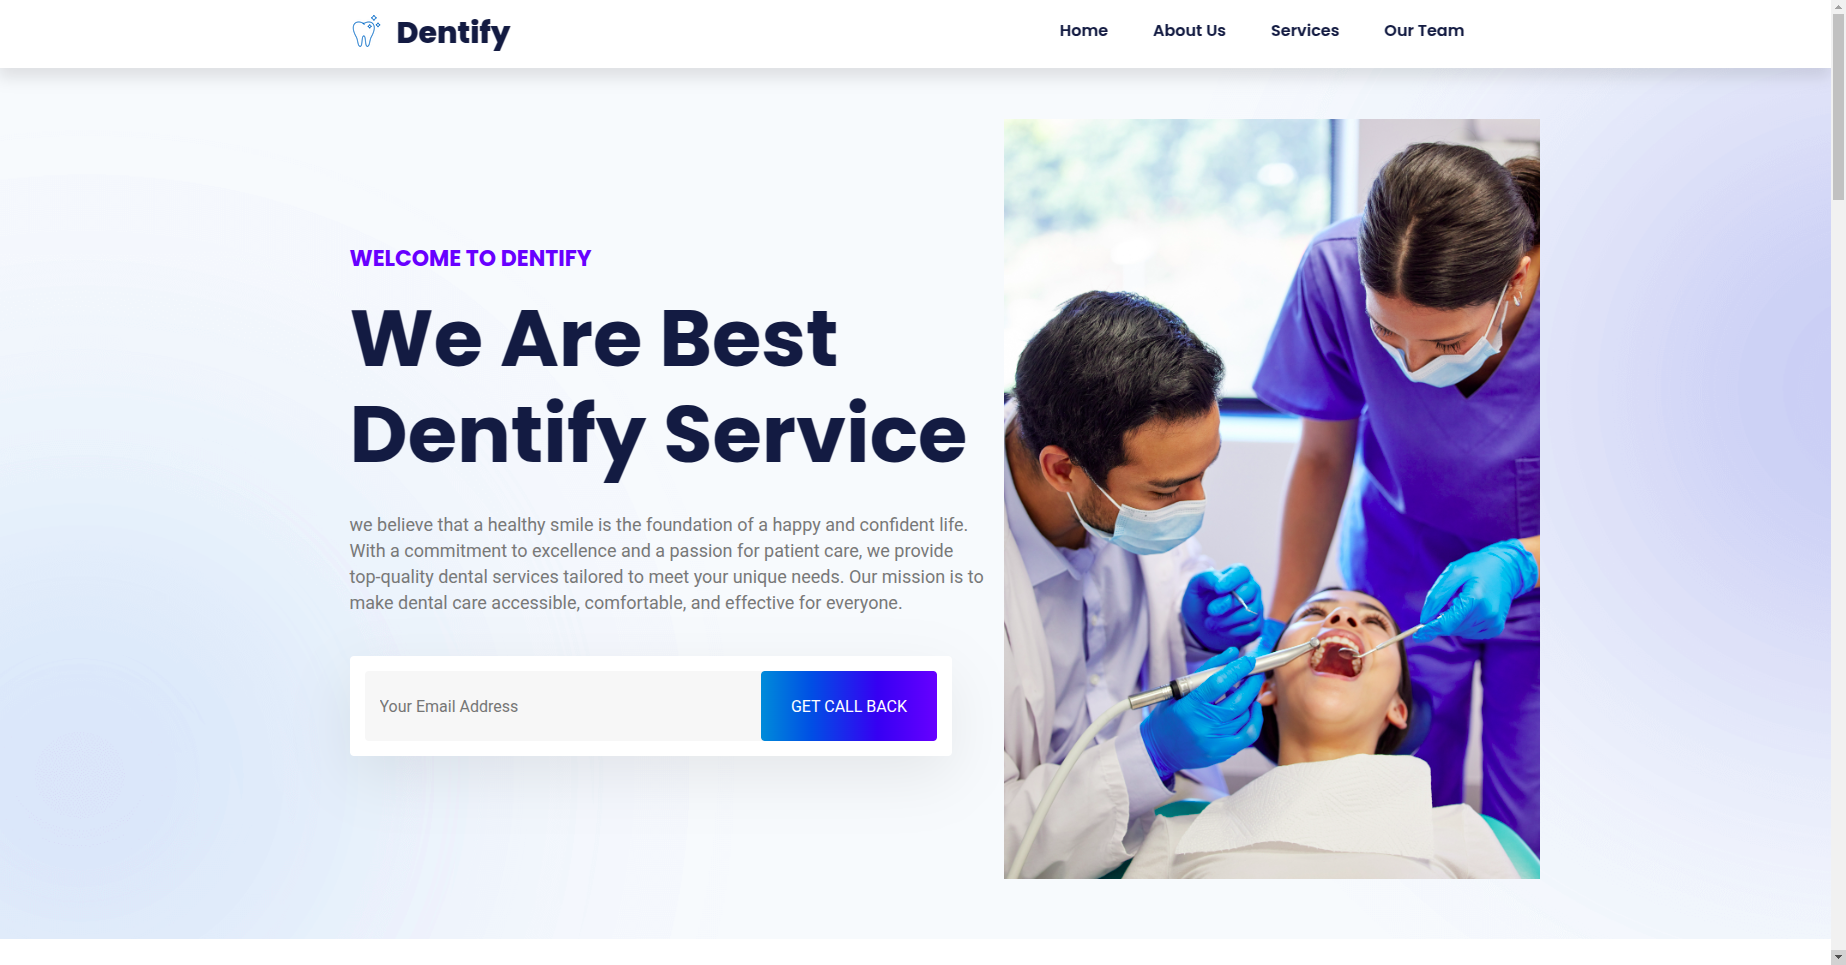 Dentify
Home About Us Services Our Team
WELCOME TO DENTIFY
We Are Best
Dentify Service
we believe that a healthy smile is the foundation of a happy and confident life.
With a commitment to excellence and a passion for patient care, we provide
top-quality dental services tailored to meet your unique needs. Our mission is to
make dental care accessible, comfortable, and effective for everyone.
Your Email Address
GET CALL BACK